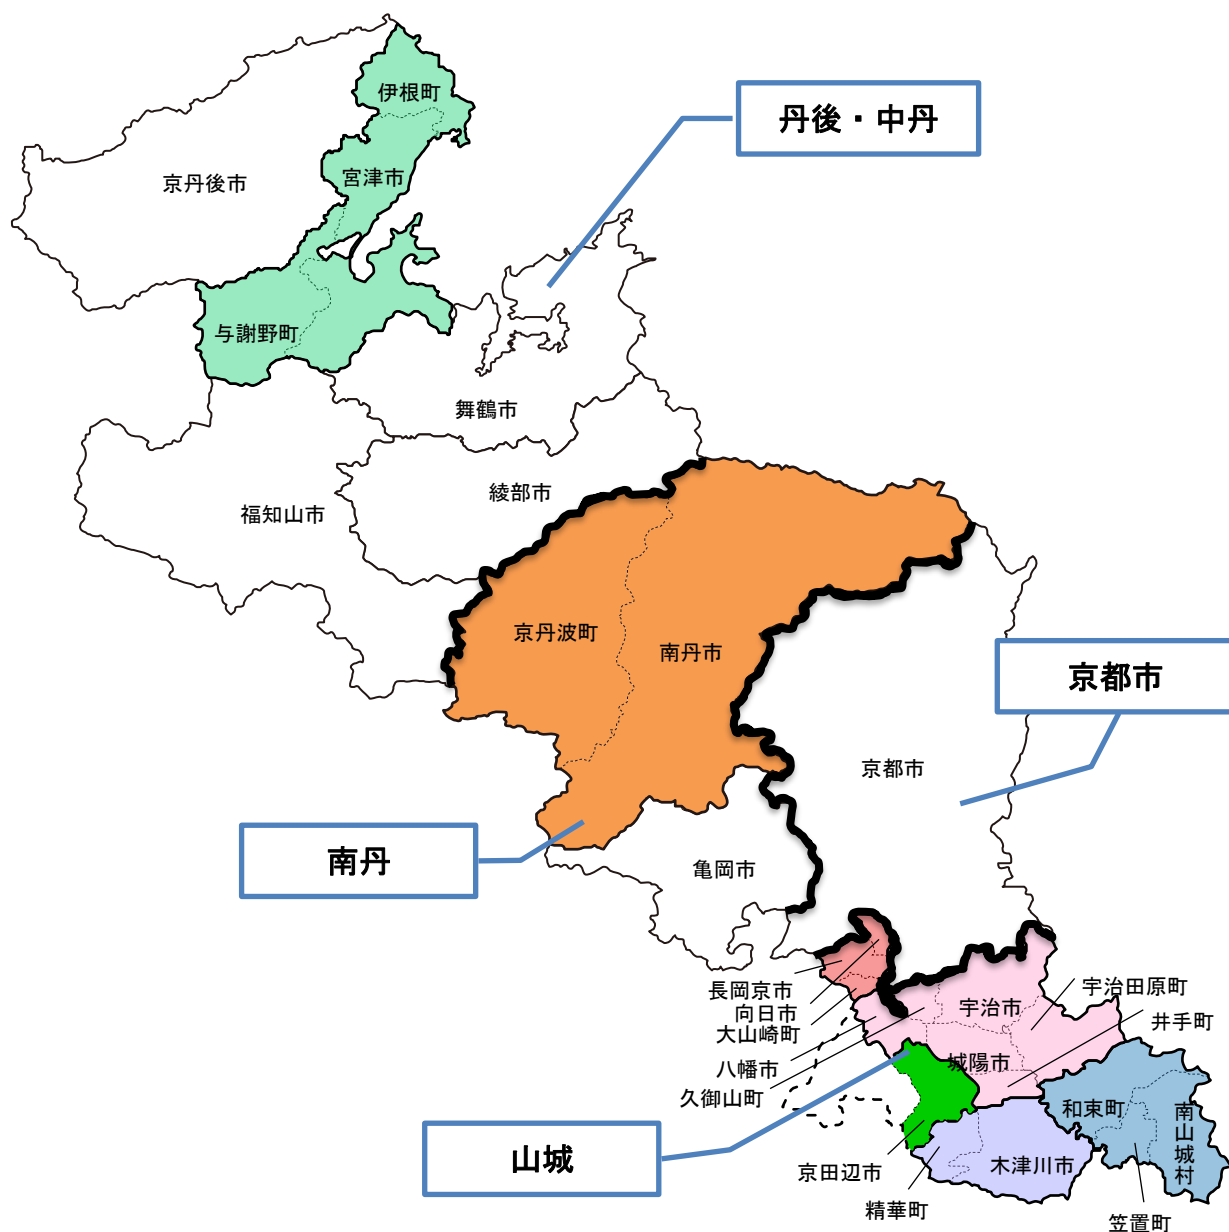 伊根町
丹後・中丹
宮津市
京丹後市
与謝野町
舞鶴市
綾部市
福知山市
京丹波町
南丹市
京都市
京都市
南丹
亀岡市
長岡京市
向日市
大山崎町
八幡市
久御山町
宇治市
宇治田原町
井手町
城陽市
和束町
南山城村
山城
京田辺市
木津川市
精華町
笠置町